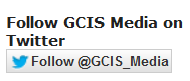 Follow GCIS Media on
Twitter
Follow @GCIS_Media